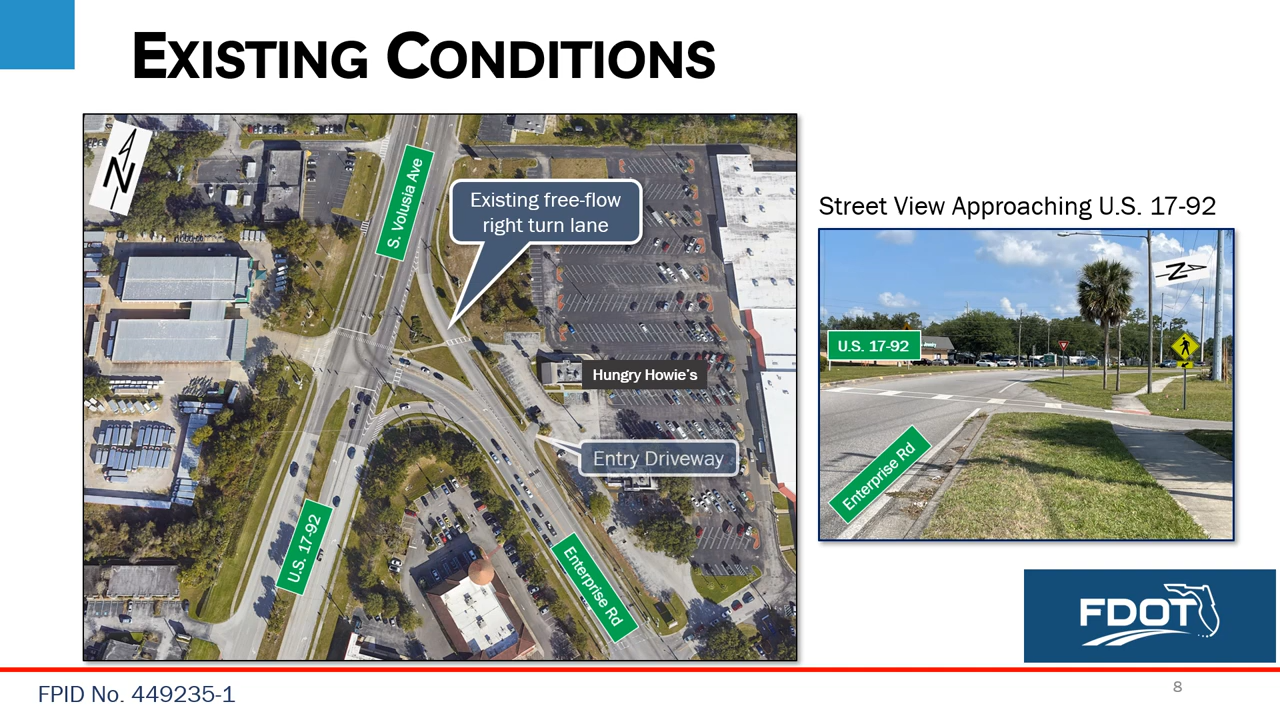 EXISTING CONDITIONS
N
S. Volusia Ave
Existing free-flow
right turn lane
Hungry Howie's
Entry Driveway
U.S. 17-92
Enterprise Rd
Street View Approaching U.S. 17-92
N
U.S. 17-92
Enterprise Rd
FDOT
FPID No. 449235-1
8